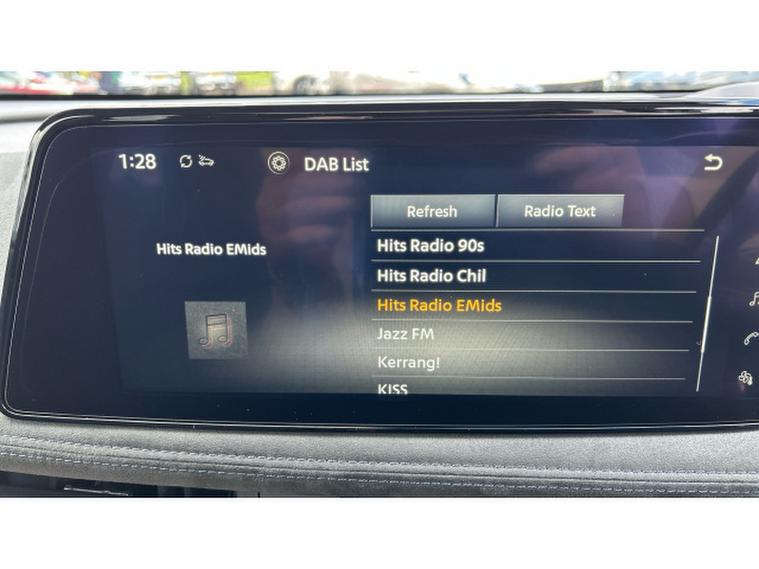 1:28 DAB List
Refresh Radio Text
Hits Radio EMids
Hits Radio 90s
Hits Radio Chil
Hits Radio EMids
Jazz FM
Kerrang!
KISS